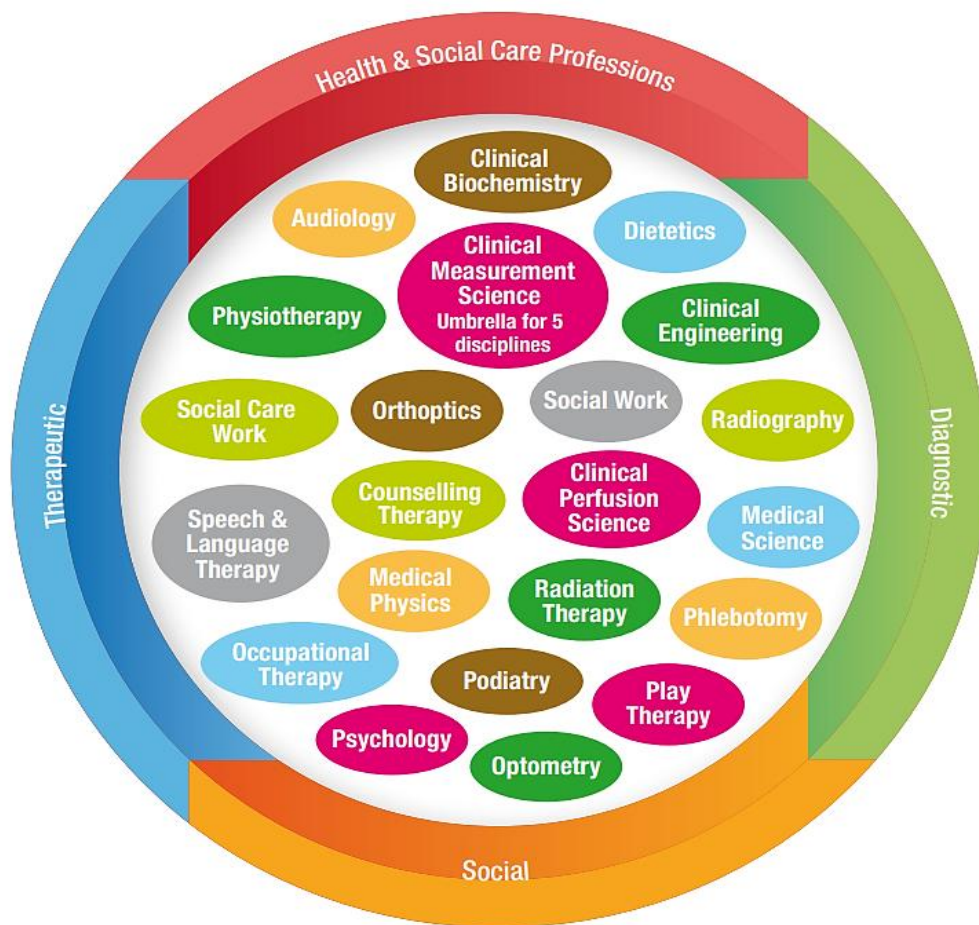 Health & Social Care Professions
Clinical
Biochemistry
Audiology
Dietetics
Clinical
Measurement
Science
Umbrella for 5
disciplines
Physiotherapy
Clinical
Engineering
Social Care
Work
Orthoptics
Social Work
Radiography
Therapeutic
Diagnostic
Counselling
Therapy
Clinical
Perfusion
Science
Speech &
Language
Therapy
Medical
Science
Medical
Physics
Radiation
Therapy
Phlebotomy
Occupational
Therapy
Podiatry
Play
Therapy
Psychology
Optometry
Social